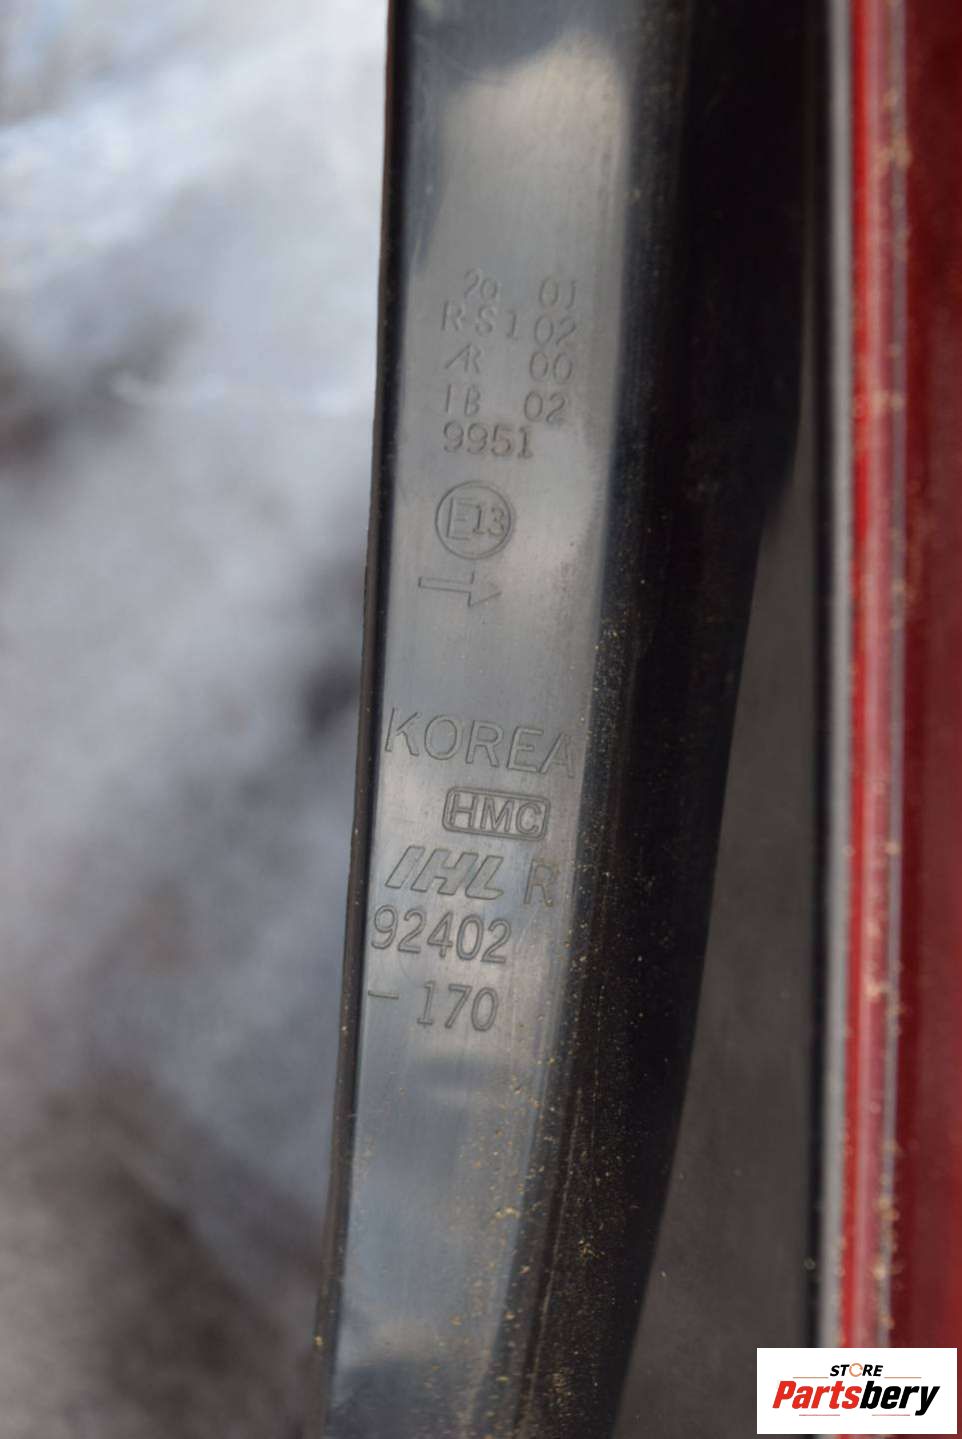 20 01
RS1 02
AR 00
IB 02
9951
E13
KOREA
HMC
IHL R
92402
- 170
STORE
Partsbery